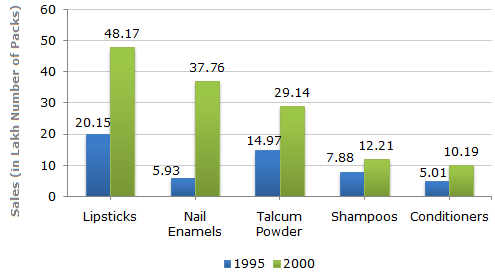 Sales (in Lakh Number of Packs)
60
50
40
30
20
10
0
20.15
48.17
5.93
37.76
14.97
29.14
7.88
12.21
5.01
10.19
Lipsticks
Nail
Enamels
Talcum
Powder
Shampoos
Conditioners
1995 2000